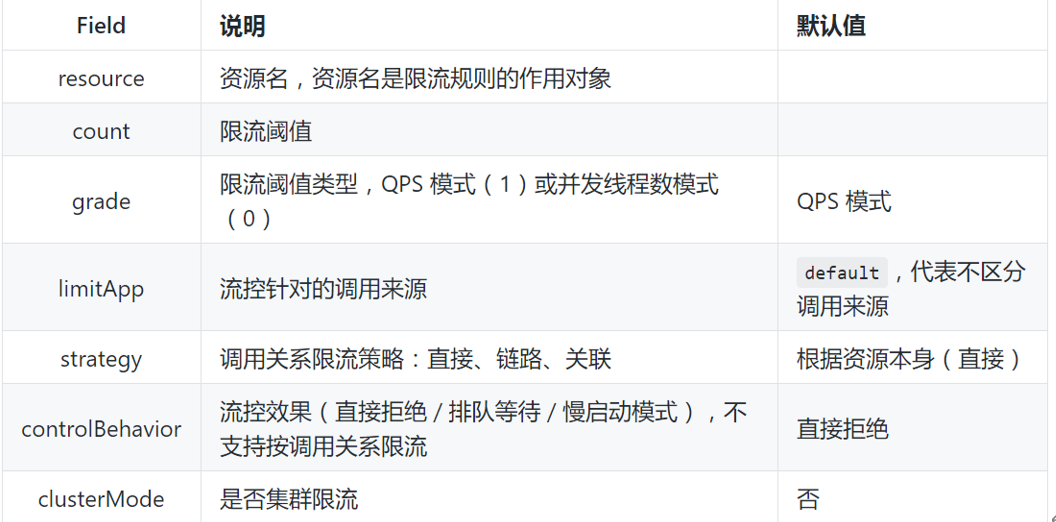 Field 说明 默认值
resource 资源名，资源名是限流规则的作用对象
count 限流阈值
grade 限流阈值类型，QPS 模式（1）或并发线程数模式
（0） QPS 模式
limitApp 流控针对的调用来源 default，代表不区分
调用来源
strategy 调用关系限流策略：直接、链路、关联 根据资源本身（直接）
controlBehavior 流控效果（直接拒绝 / 排队等待 / 慢启动模式），不
支持按调用关系限流 直接拒绝
clusterMode 是否集群限流 否